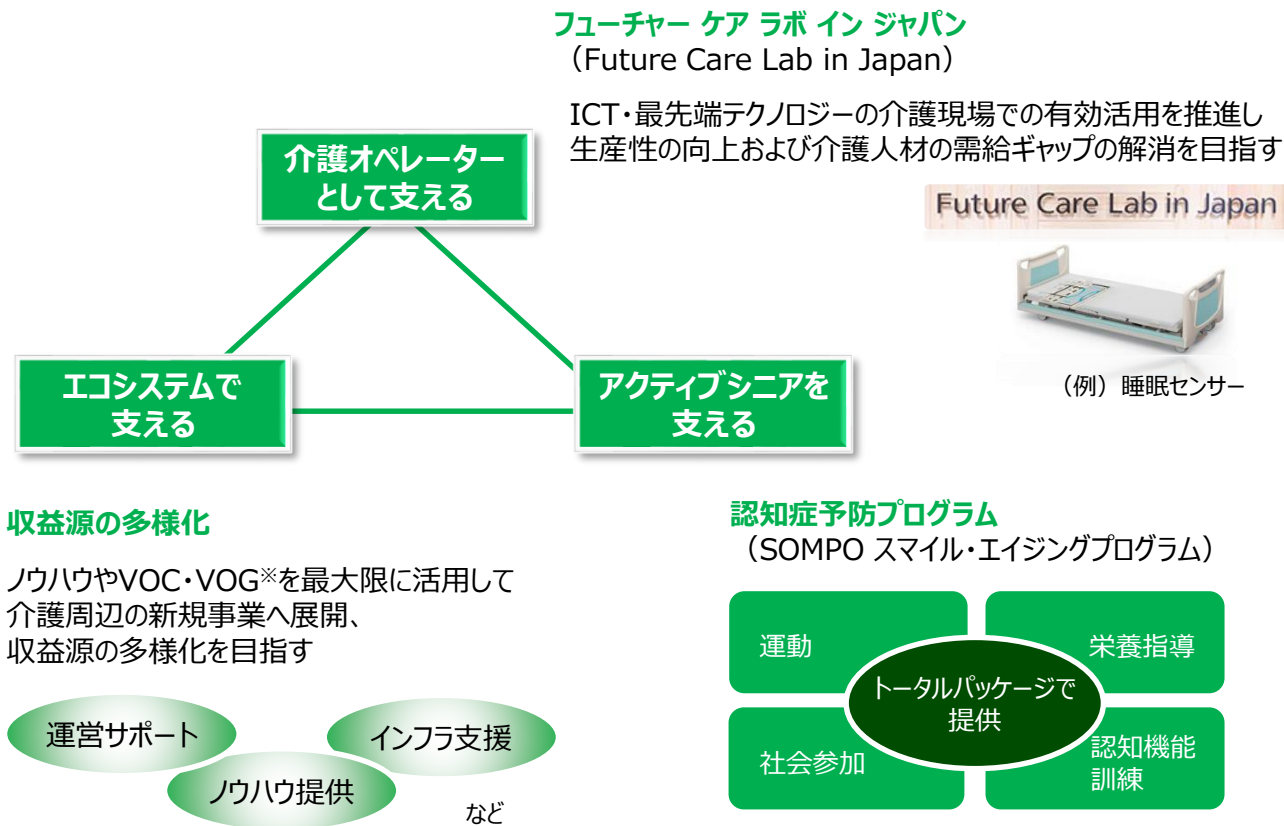 フューチャー ケア ラボ イン ジャパン
（Future Care Lab in Japan）
ICT・最先端テクノロジーの介護現場での有効活用を推進し
生産性の向上および介護人材の需給ギャップの解消を目指す
介護オペレーター
として支える
Future Care Lab in Japan
（例）睡眠センサー
エコシステムで
支える
アクティブシニアを
支える
収益源の多様化
ノウハウやVOC・VOG※を最大限に活用して
介護周辺の新規事業へ展開、
収益源の多様化を目指す
運営サポート
インフラ支援
ノウハウ提供
など
認知症予防プログラム
（SOMPO スマイル・エイジングプログラム）
運動
栄養指導
トータルパッケージで
提供
社会参加
認知機能
訓練